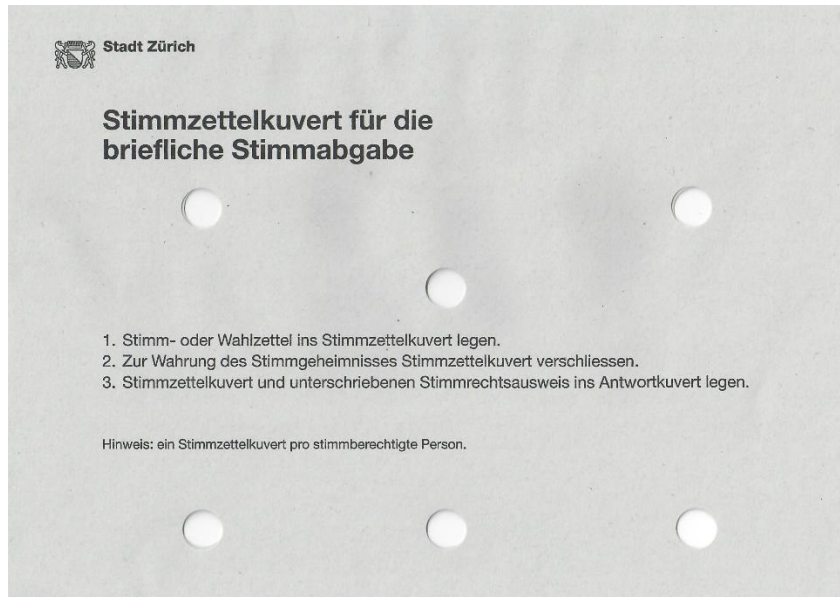 Stadt Zürich
Stimmzettelkuvert für die
briefliche Stimmabgabe
1. Stimm- oder Wahlzettel ins Stimmzettelkuvert legen.
2. Zur Wahrung des Stimmgeheimnisses Stimmzettelkuvert verschliessen.
3. Stimmzettelkuvert und unterschriebenen Stimmrechtsausweis ins Antwortkuvert legen.
Hinweis: ein Stimmzettelkuvert pro stimmberechtigte Person.